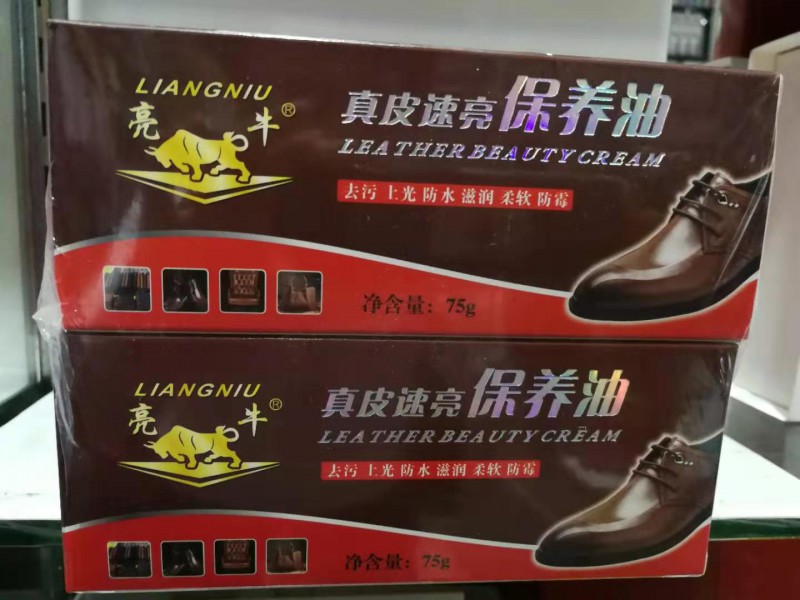 LIANGNIU
亮牛®
真皮速亮保养油
LEATHER BEAUTY CREAM
去污 上光 防水 滋润 柔软 防霉
净含量：75g
LIANGNIU
亮牛®
真皮速亮保养油
LEATHER BEAUTY CREAM
去污 上光 防水 滋润 柔软 防霉
净含量：75g